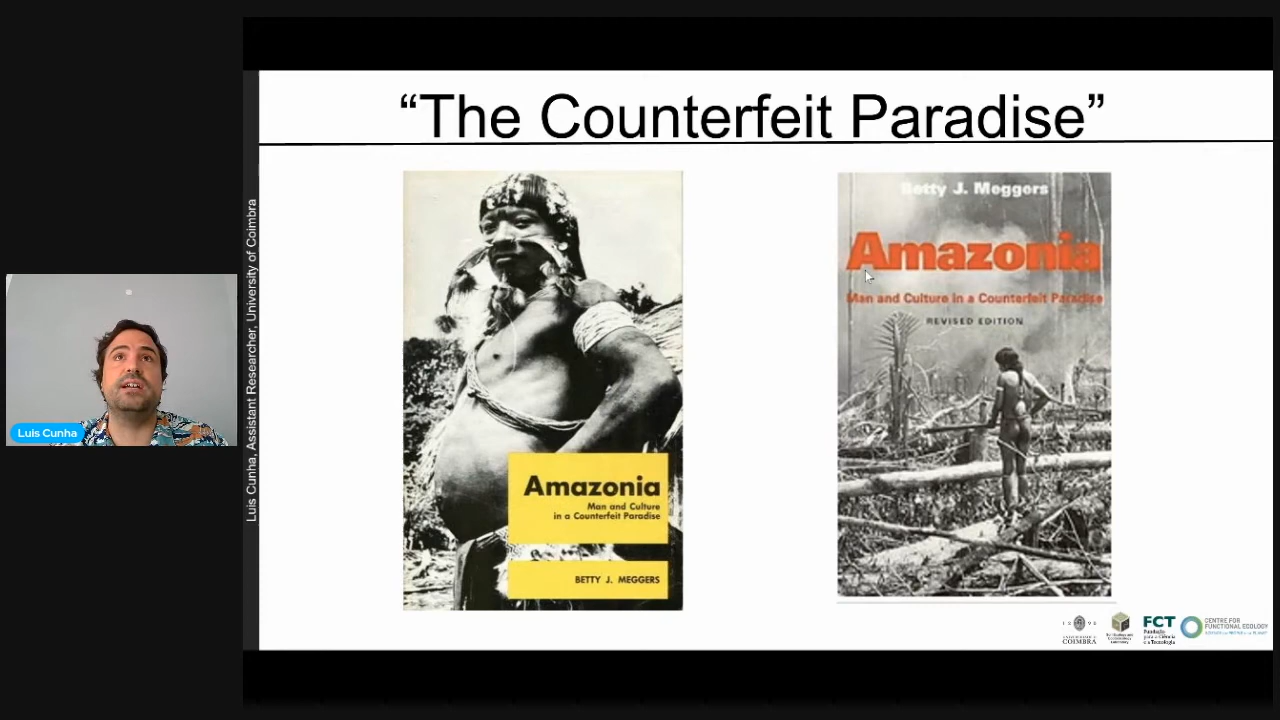 “The Counterfeit Paradise”
Luis Cunha, Assistant Researcher, University of Coimbra
Luis Cunha
Amazonia
Man and Culture
in a Counterfeit Paradise
BETTY J. MEGGERS
Betty J. Meggers
Amazonia
Man and Culture in a Counterfeit Paradise
REVISED EDITION
COIMBRA
FCT
Fundação
para a Ciência
e a Tecnologia
CENTRE FOR
FUNCTIONAL ECOLOGY